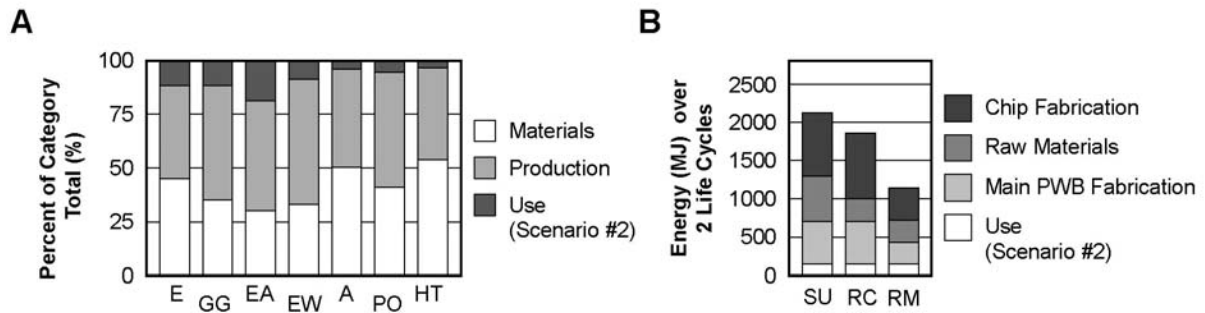 A
Percent of Category
Total (%)
100
75
50
25
0
E
GG
EA
EW
A
PO
HT
Materials
Production
Use
(Scenario #2)
B
Energy (MJ) over
2 Life Cycles
2500
2000
1500
1000
500
0
SU
RC
RM
Chip Fabrication
Raw Materials
Main PWB Fabrication
Use
(Scenario #2)